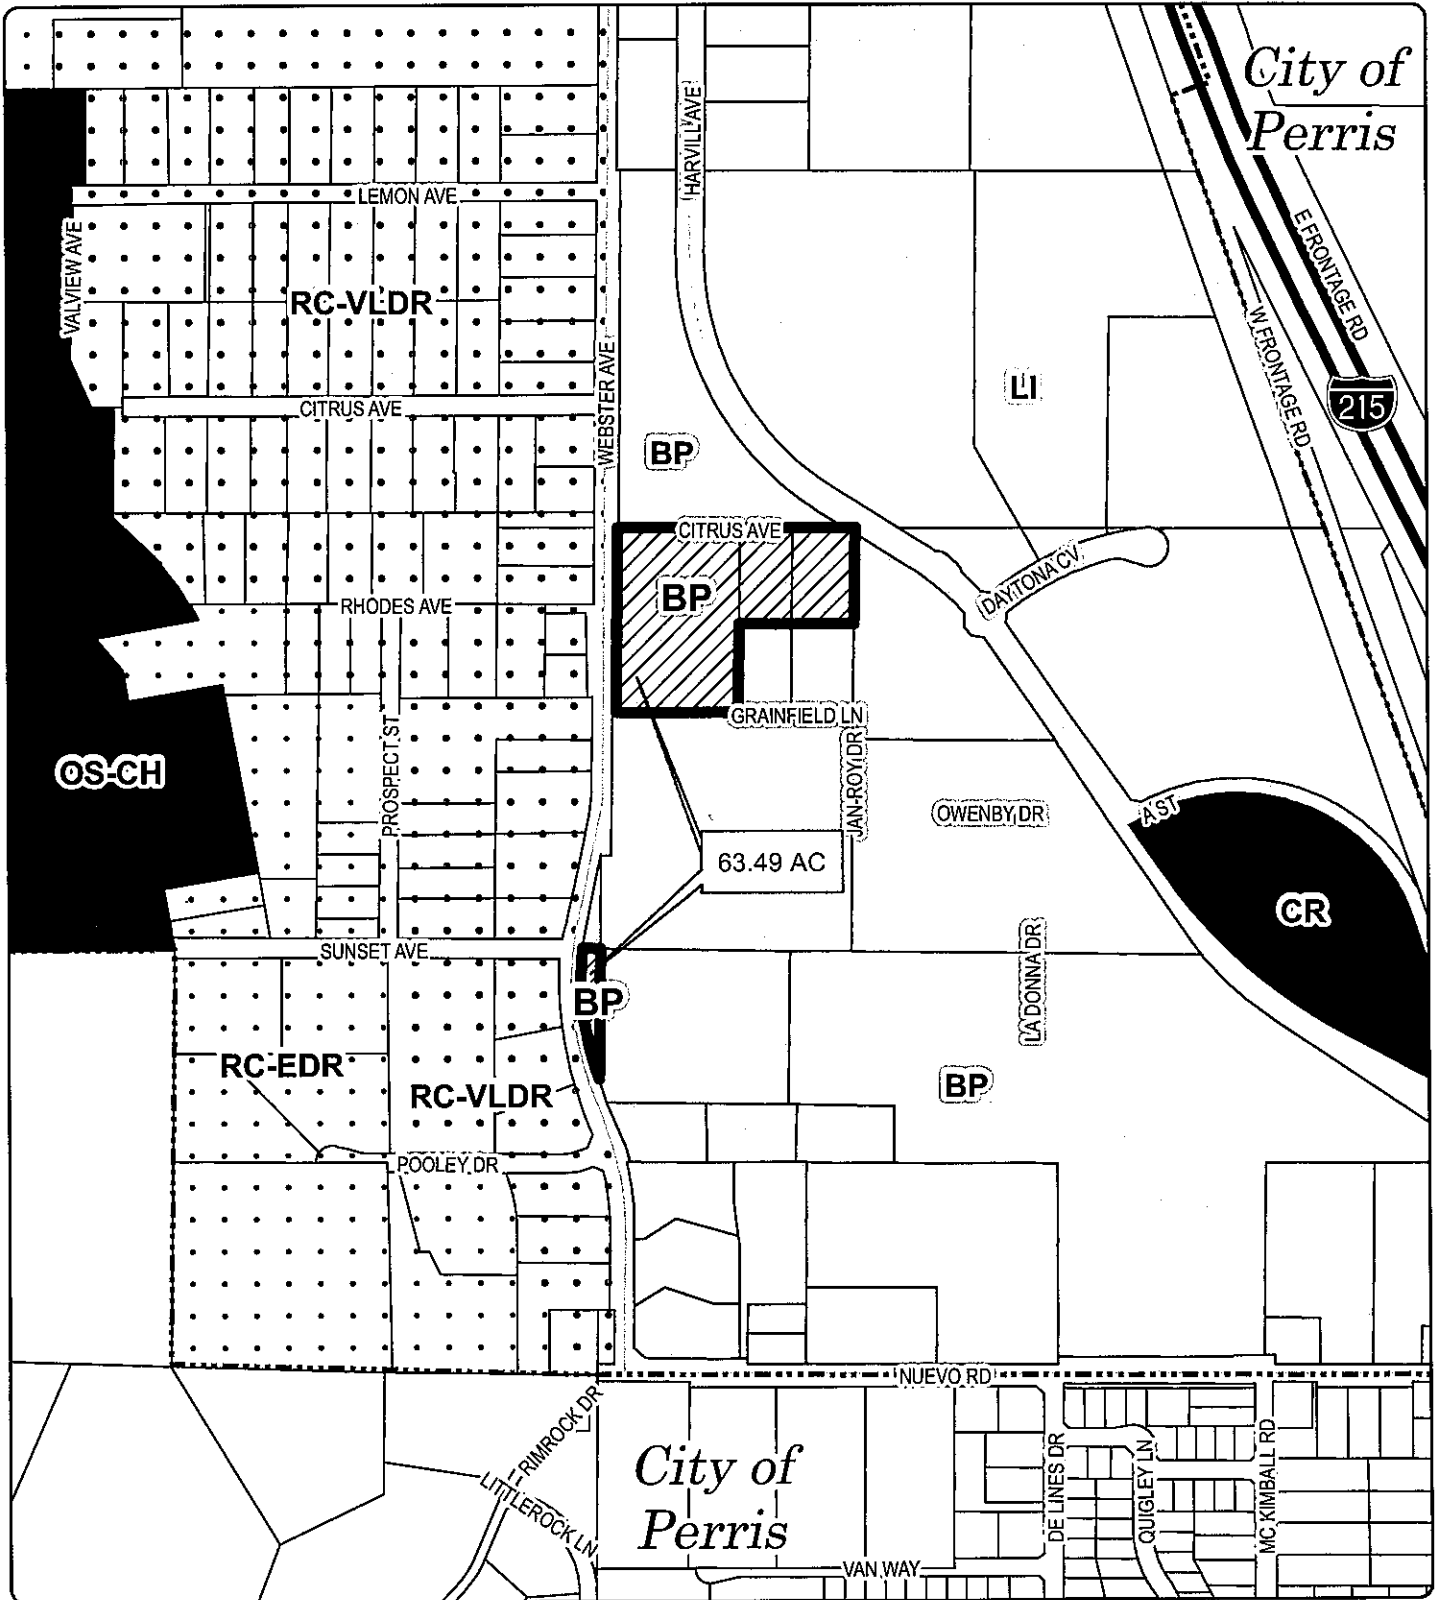 City of
Perris
HARVILL AVE
LEMON AVE
VALVIEW AVE
RC-VLDR
E FRONTAGE RD
W FRONTAGE RD
WEBSTER AVE
LI
215
CITRUS AVE
BP
CITRUS AVE
DAYTONA CV
BP
RHODES AVE
PROSPECT ST
GRAINFIELD LN
JAN-ROY DR
OS-CH
OWENBY DR
A ST
63.49 AC
CR
SUNSET AVE
LA DONNA DR
BP
RC-EDR
RC-VLDR
BP
POOLEY DR
NUEVO RD
RIMROCK DR
LITTLEROCK LN
City of
Perris
DE LINES DR
QUIGLEY LN
MC KIMBALL RD
VAN WAY